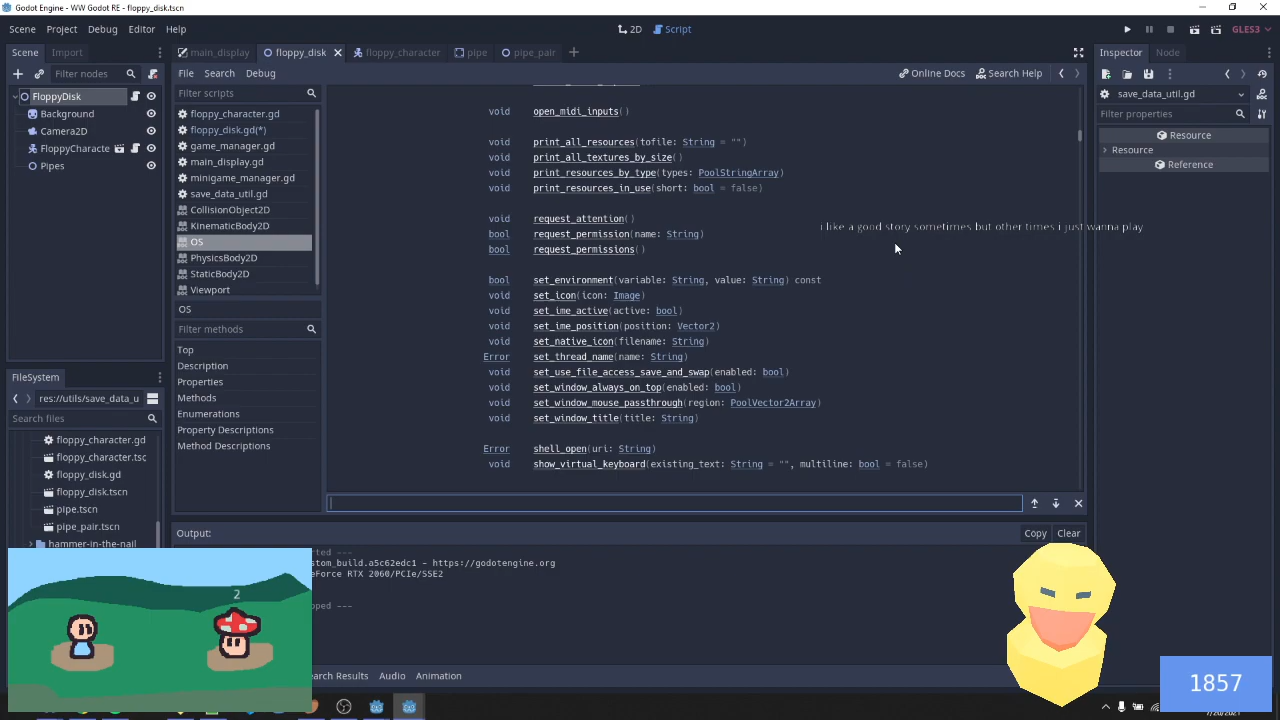 Godot Engine - WW Godot RE - floppy_disk.tscn
Scene Project Debug Editor Help
2D Script
GLES3
Scene Import
main_display floppy_disk floppy_character pipe pipe_pair
Inspector Node
Filter nodes
File Search Debug
Online Docs Search Help
FloppyDisk
Background
Camera2D
FloppyCharacte
Pipes
Filter scripts
floppy_character.gd
floppy_disk.gd(*)
game_manager.gd
main_display.gd
minigame_manager.gd
save_data_util.gd
CollisionObject2D
KinematicBody2D
OS
PhysicsBody2D
StaticBody2D
Viewport
OS
Filter methods
Top
Description
Properties
Methods
Enumerations
Property Descriptions
Method Descriptions
void open_midi_inputs()
void print_all_resources(tofile: String = "")
void print_all_textures_by_size()
void print_resources_by_type(types: PoolStringArray)
void print_resources_in_use(short: bool = false)
void request_attention()
bool request_permission(name: String)
bool request_permissions()
bool set_environment(variable: String, value: String) const
void set_icon(icon: Image)
void set_ime_active(active: bool)
void set_ime_position(position: Vector2)
void set_native_icon(filename: String)
Error set_thread_name(name: String)
void set_use_file_access_save_and_swap(enabled: bool)
void set_window_always_on_top(enabled: bool)
void set_window_mouse_passthrough(region: PoolVector2Array)
void set_window_title(title: String)
Error shell_open(uri: String)
void show_virtual_keyboard(existing_text: String = "", multiline: bool = false)
i like a good story sometimes but other times i just wanna play
save_data_util.gd
Filter properties
Resource
Resource
Reference
FileSystem
res://utils/save_data_u
Search files
floppy_character.gd
floppy_character.tsc
floppy_disk.gd
floppy_disk.tscn
pipe.tscn
pipe_pair.tscn
hammer-in-the-nail
Output:
Copy Clear
rted ---
stom_build.a5c62edc1 - https://godotengine.org
eForce RTX 2060/PCIe/SSE2
pped ---
earch Results Audio Animation
2
1857